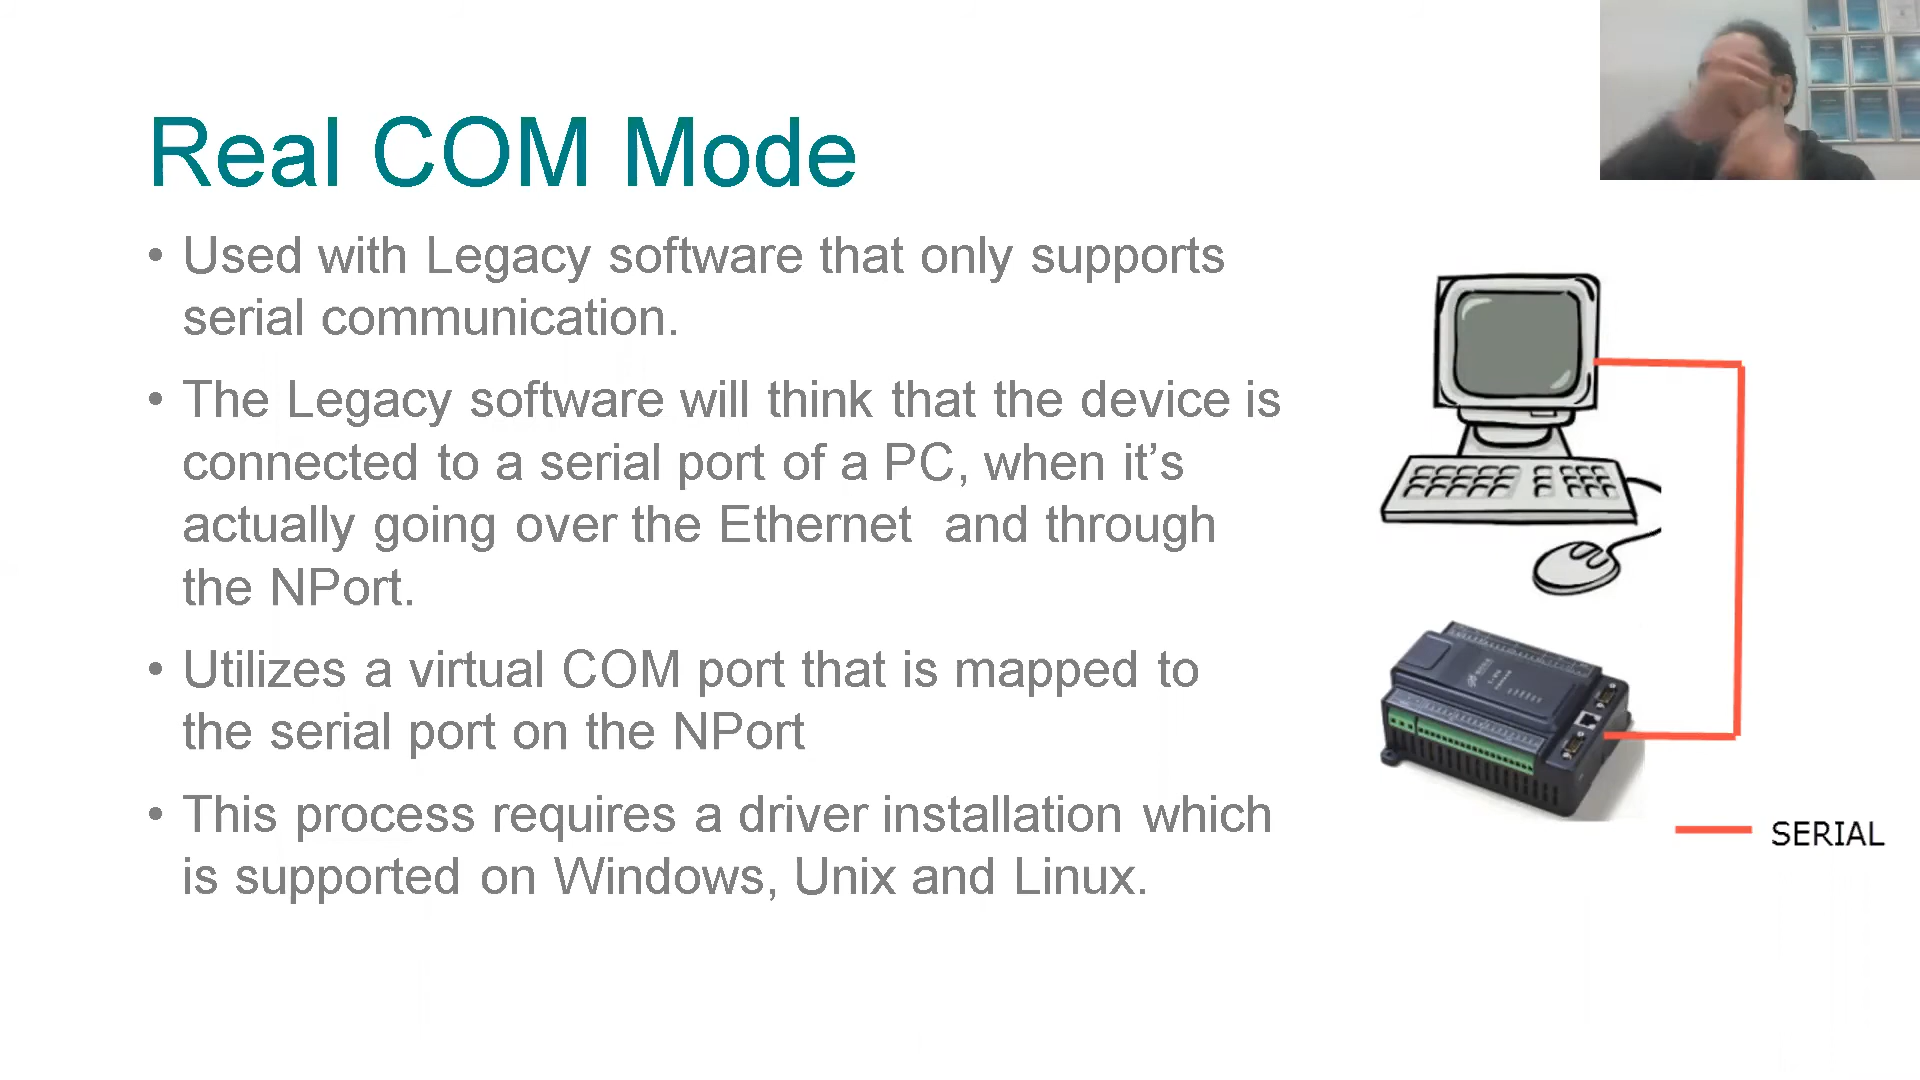 Real COM Mode
• Used with Legacy software that only supports
serial communication.
• The Legacy software will think that the device is
connected to a serial port of a PC, when it’s
actually going over the Ethernet  and through
the NPort.
• Utilizes a virtual COM port that is mapped to
the serial port on the NPort
• This process requires a driver installation which
is supported on Windows, Unix and Linux.
SERIAL